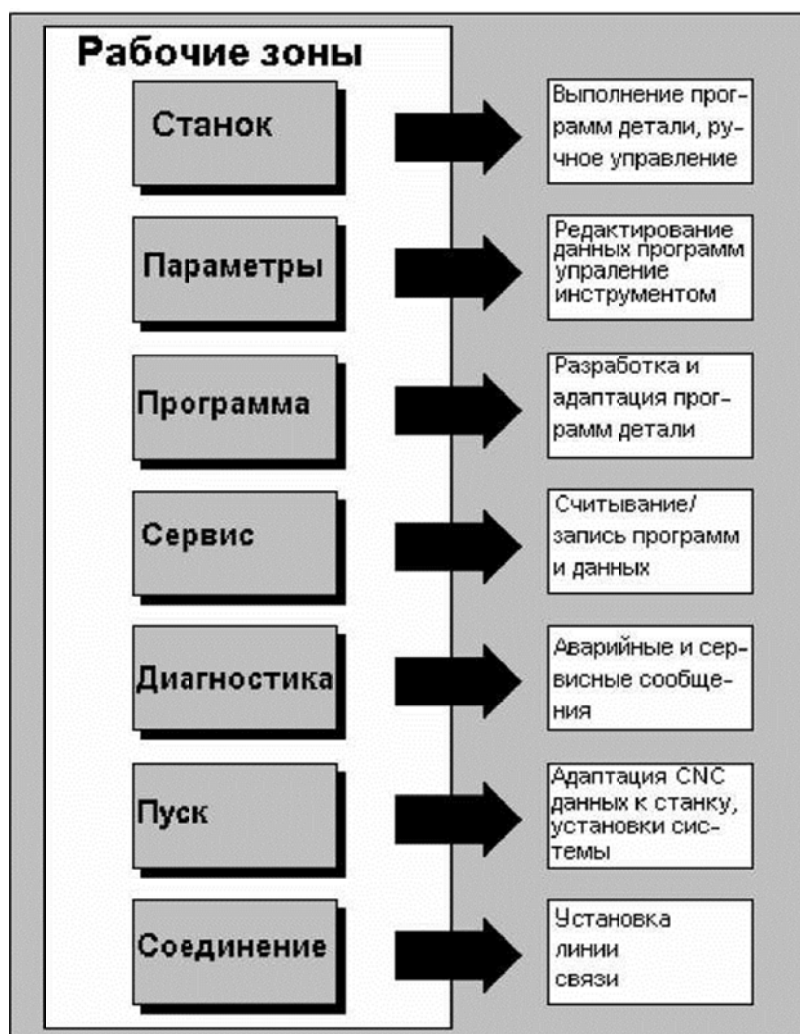 Рабочие зоны
Станок
Выполнение прог-
рамм детали, ру-
чное управление
Параметры
Редактирование
данных программ
упраление
инструментом
Программа
Разработка и
адаптация прог-
рамм детали
Сервис
Считывание/
запись программ
и данных
Диагностика
Аварийные и сер-
висные сообще-
ния
Пуск
Адаптация CNC
данных к станку,
установки сис-
темы
Соединение
Установка
линии
связи